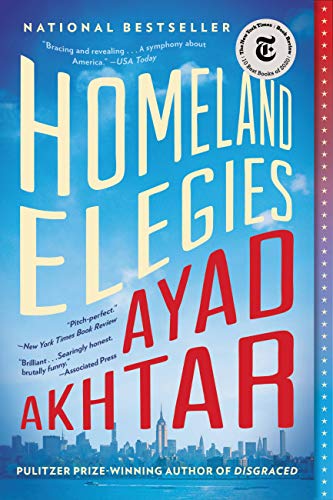 NATIONAL BESTSELLER
"Bracing and revealing . . . A symphony about
America." —USA Today
The New York Times Book Review
10 Best Books of 2020
T
HOMELAND
ELEGIES
"Pitch-perfect."
—New York Times Book Review
"Brilliant . . . Searingly honest.
brutally funny."
—Associated Press
AYAD
AKHTAR
PULITZER PRIZE-WINNING AUTHOR OF DISGRACED